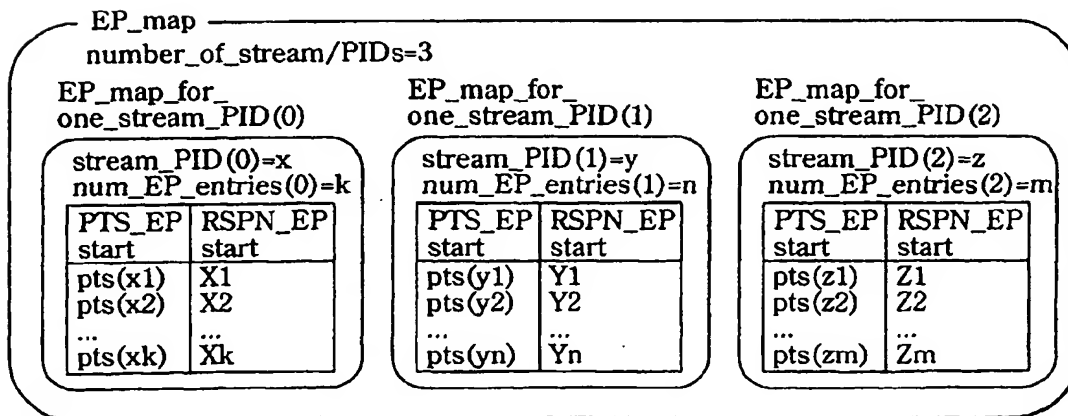 EP_map
number_of_stream/PIDs=3
EP_map_for_
one_stream_PID(0)
stream_PID(0)=x
num_EP_entries(0)=k
PTS_EP RSPN_EP
start start
pts(x1) X1
pts(x2) X2
... ...
pts(xk) Xk
EP_map_for_
one_stream_PID(1)
stream_PID(1)=y
num_EP_entries(1)=n
PTS_EP RSPN_EP
start start
pts(y1) Y1
pts(y2) Y2
... ...
pts(yn) Yn
EP_map_for_
one_stream_PID(2)
stream_PID(2)=z
num_EP_entries(2)=m
PTS_EP RSPN_EP
start start
pts(z1) Z1
pts(z2) Z2
... ...
pts(zm) Zm